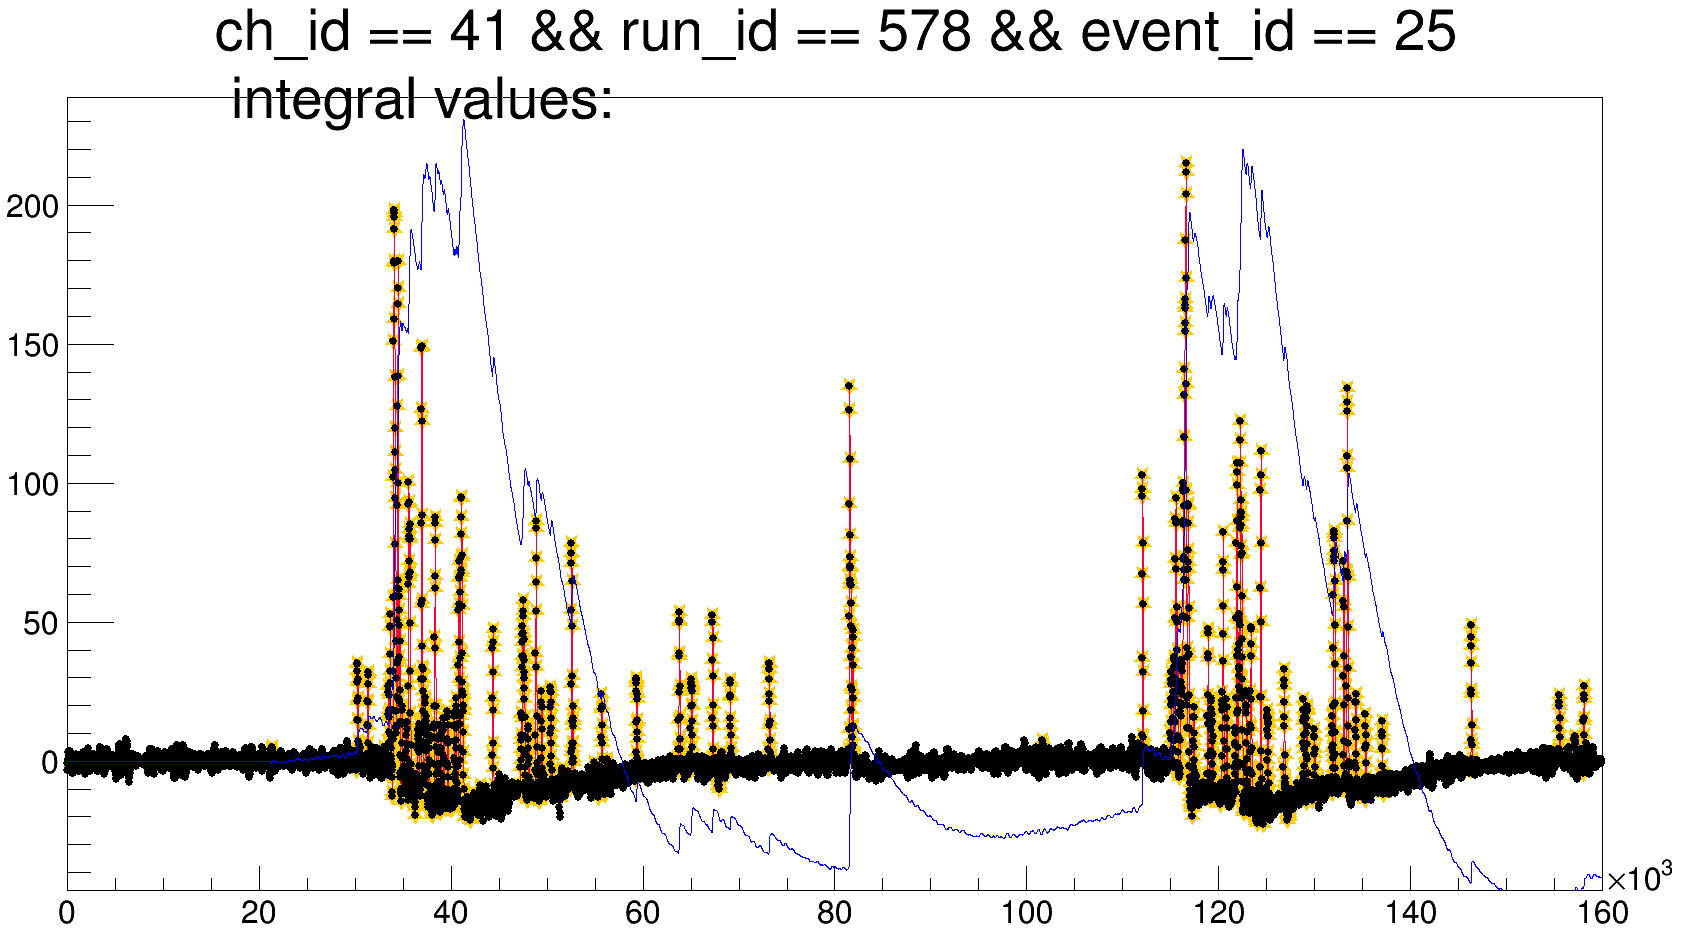 ch_id == 41 && run_id == 578 && event_id == 25
integral values:
200
150
100
50
0
×10³
0 20 40 60 80 100 120 140 160